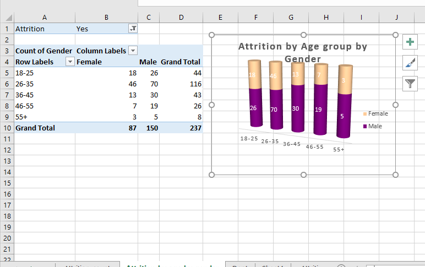 A B C D E F G H I J
1 Attrition Yes
2
3 Count of Gender Column Labels
4 Row Labels Female Male Grand Total
5 18-25 18 26 44
6 26-35 46 70 116
7 36-45 13 30 43
8 46-55 7 19 26
9 55+ 3 5 8
10 Grand Total 87 150 237
11
12
13
14
15
16
17
18
19
20
21
22
Attrition by Age group by
Gender
26 70 30 19 5
Female
Male
18-25 26-35 36-45 46-55 55+